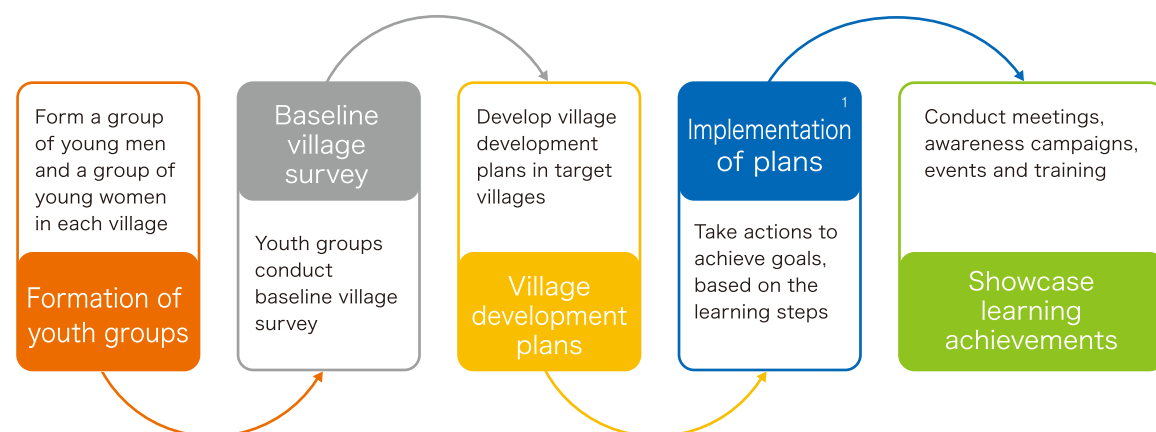 Form a group
of young men
and a group of
young women
in each village
Formation of
youth groups
Baseline
village
survey
Youth groups
conduct
baseline village
survey
Develop village
development
plans in target
villages
Village
development
plans
1
Implementation
of plans
Take actions to
achieve goals,
based on the
learning steps
Conduct meetings,
awareness campaigns,
events and training
Showcase
learning
achievements